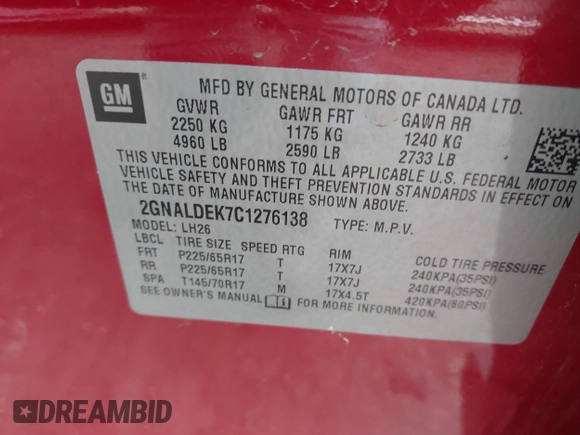 GM
®
MFD BY GENERAL MOTORS OF CANADA LTD.
GVWR GAWR FRT GAWR RR
2250 KG 1175 KG 1240 KG
4960 LB 2590 LB 2733 LB
THIS VEHICLE CONFORMS TO ALL APPLICABLE U.S. FEDERAL MOTOR
VEHICLE SAFETY AND THEFT PREVENTION STANDARDS IN EFFECT ON
THE DATE OF MANUFACTURE SHOWN ABOVE.
2GNALDEK7C1276138 TYPE: M.P.V.
MODEL: LH26
LBCL TIRE SIZE SPEED RTG RIM COLD TIRE PRESSURE
FRT P225/65R17 T 17X7J 240KPA(35PSI)
RR P225/65R17 T 17X7J 240KPA(35PSI)
SPA T145/70R17 M 17X4.5T 420KPA(60PSI)
SEE OWNER'S MANUAL FOR MORE INFORMATION.
DREAMBID